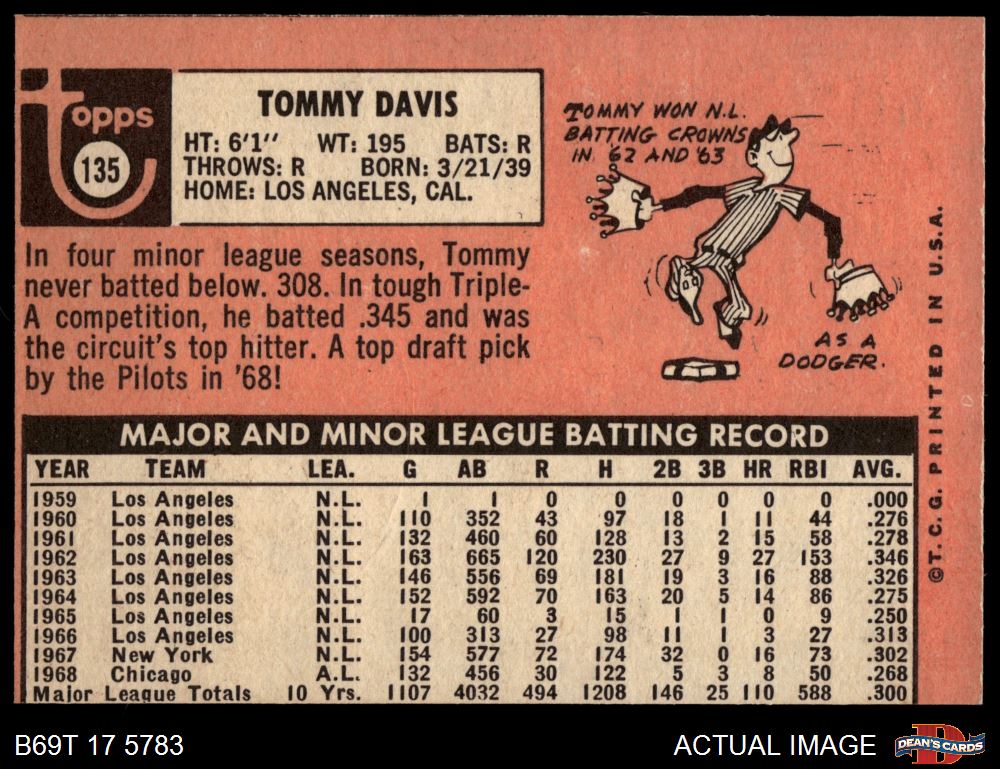 topps
135
TOMMY DAVIS
HT: 6'1" WT: 195 BATS: R
THROWS: R BORN: 3/21/39
HOME: LOS ANGELES, CAL.
TOMMY WON N.L.
BATTING CROWNS
IN 62 AND '63
AS A
DODGER.
In four minor league seasons, Tommy
never batted below. 308. In tough Triple-
A competition, he batted .345 and was
the circuit's top hitter. A top draft pick
by the Pilots in '68!
MAJOR AND MINOR LEAGUE BATTING RECORD
YEAR TEAM LEA. G AB R H 2B 3B HR RBI AVG.
1959 Los Angeles N.L. 1 1 0 0 0 0 0 0 .000
1960 Los Angeles N.L. 110 352 43 97 18 1 11 44 .276
1961 Los Angeles N.L. 132 460 60 128 13 2 15 58 .278
1962 Los Angeles N.L. 163 665 120 230 27 9 27 153 .346
1963 Los Angeles N.L. 146 556 69 181 19 3 16 88 .326
1964 Los Angeles N.L. 152 592 70 163 20 5 14 86 .275
1965 Los Angeles N.L. 17 60 3 15 1 1 0 9 .250
1966 Los Angeles N.L. 100 313 27 98 11 1 3 27 .313
1967 New York N.L. 154 577 72 174 32 0 16 73 .302
1968 Chicago A.L. 132 456 30 122 5 3 8 50 .268
Major League Totals 10 Yrs. 1107 4032 494 1208 146 25 110 588 .300
©T. C. G. PRINTED IN U.S.A.
B69T 17 5783
ACTUAL IMAGE
D
DEAN'S CARDS